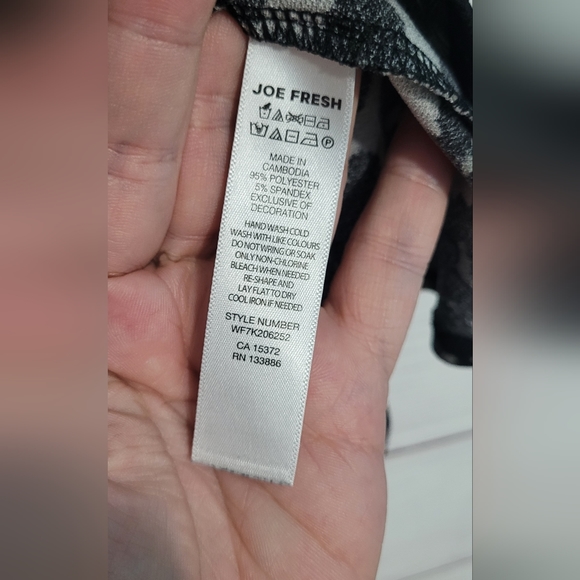 JOE FRESH
P
MADE IN
CAMBODIA
95% POLYESTER
5% SPANDEX
EXCLUSIVE OF
DECORATION
HAND WASH COLD
WASH WITH LIKE COLOURS
DO NOT WRING OR SOAK
ONLY NON-CHLORINE
BLEACH WHEN NEEDED
RE-SHAPE AND
LAY FLAT TO DRY
COOL IRON IF NEEDED
STYLE NUMBER
WF7K206252
CA 15372
RN 133886